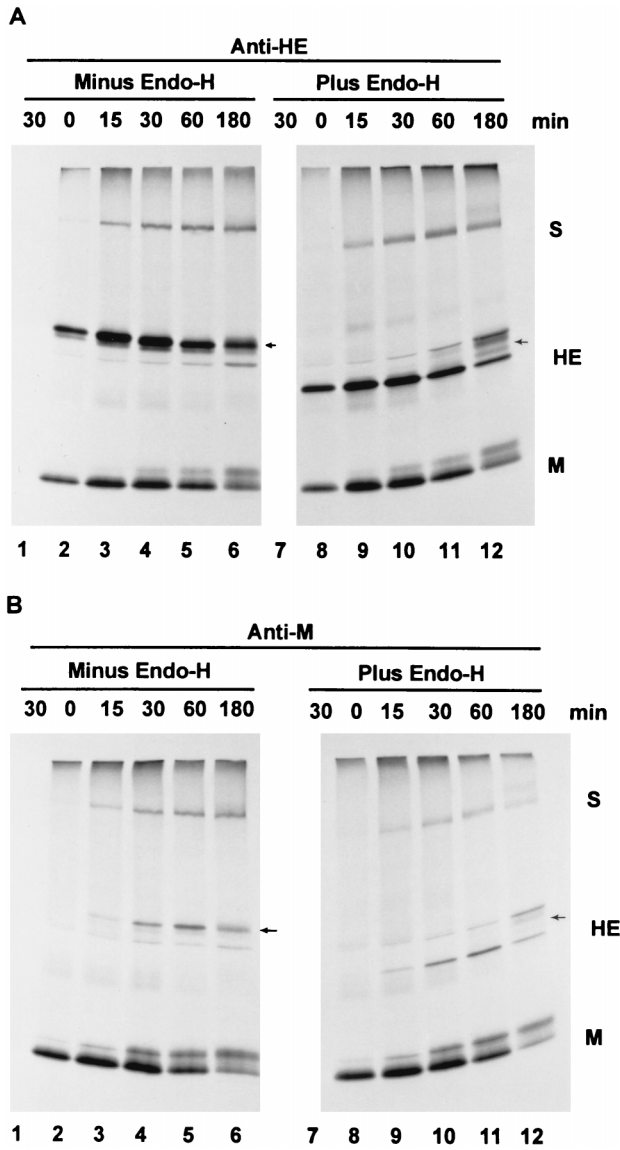 A
Anti-HE
Minus Endo-H Plus Endo-H
30 0 15 30 60 180 30 0 15 30 60 180 min
S
HE
M
1 2 3 4 5 6 7 8 9 10 11 12
B
Anti-M
Minus Endo-H Plus Endo-H
30 0 15 30 60 180 30 0 15 30 60 180 min
S
HE
M
1 2 3 4 5 6 7 8 9 10 11 12